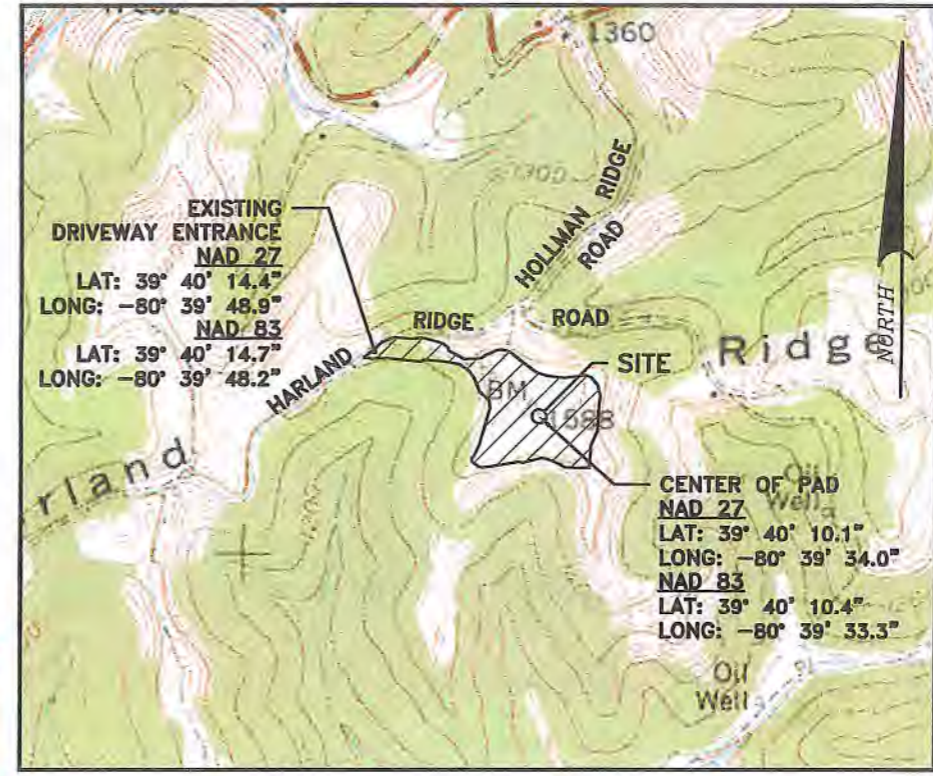 1360
1300
EXISTING
DRIVEWAY ENTRANCE
NAD 27
LAT: 39° 40' 14.4"
LONG: -80° 39' 48.9"
NAD 83
LAT: 39° 40' 14.7"
LONG: -80° 39' 48.2"
HOLLMAN RIDGE
ROAD
HARLAND RIDGE ROAD
NORTH
Ridge
SITE
BM
1588
rland
1200
CENTER OF PAD
NAD 27
LAT: 39° 40' 10.1"
LONG: -80° 39' 34.0"
NAD 83
LAT: 39° 40' 10.4"
LONG: -80° 39' 33.3"
Oil
Wells
Oil
Well